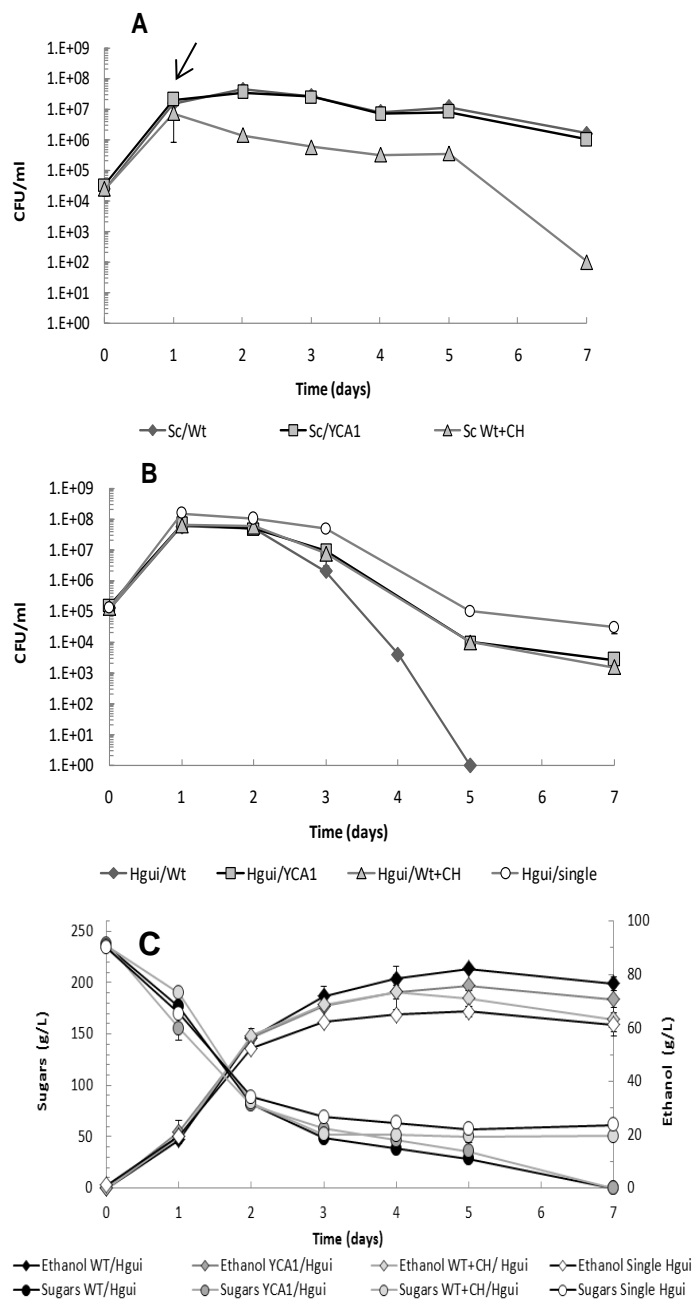 A
1.E+09
1.E+08
1.E+07
1.E+06
1.E+05
1.E+04
1.E+03
1.E+02
1.E+01
1.E+00
CFU/ml
0 1 2 3 4 5 6 7
Time (days)
Sc/Wt Sc/YCA1 Sc Wt+CH
B
1.E+09
1.E+08
1.E+07
1.E+06
1.E+05
1.E+04
1.E+03
1.E+02
1.E+01
1.E+00
CFU/ml
0 1 2 3 4 5 6 7
Time (days)
Hgui/Wt Hgui/YCA1 Hgui/Wt+CH Hgui/single
C
250
200
150
100
50
0
Sugars (g/L)
100
80
60
40
20
0
Ethanol (g/L)
0 1 2 3 4 5 6 7
Time (days)
Ethanol WT/Hgui Ethanol YCA1/Hgui Ethanol WT+CH/ Hgui Ethanol Single Hgui
Sugars WT/Hgui Sugars YCA1/Hgui Sugars WT+CH/Hgui Sugars Single Hgui